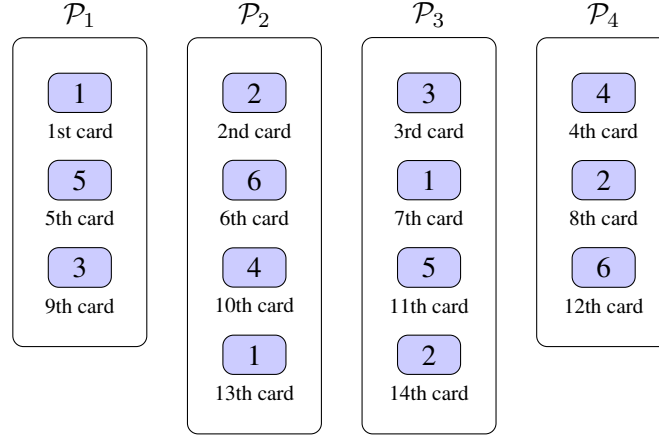 𝒫₁ 𝒫₂ 𝒫₃ 𝒫₄
1 2 3 4
1st card 2nd card 3rd card 4th card
5 6 1 2
5th card 6th card 7th card 8th card
3 4 5 6
9th card 10th card 11th card 12th card
1 2
13th card 14th card